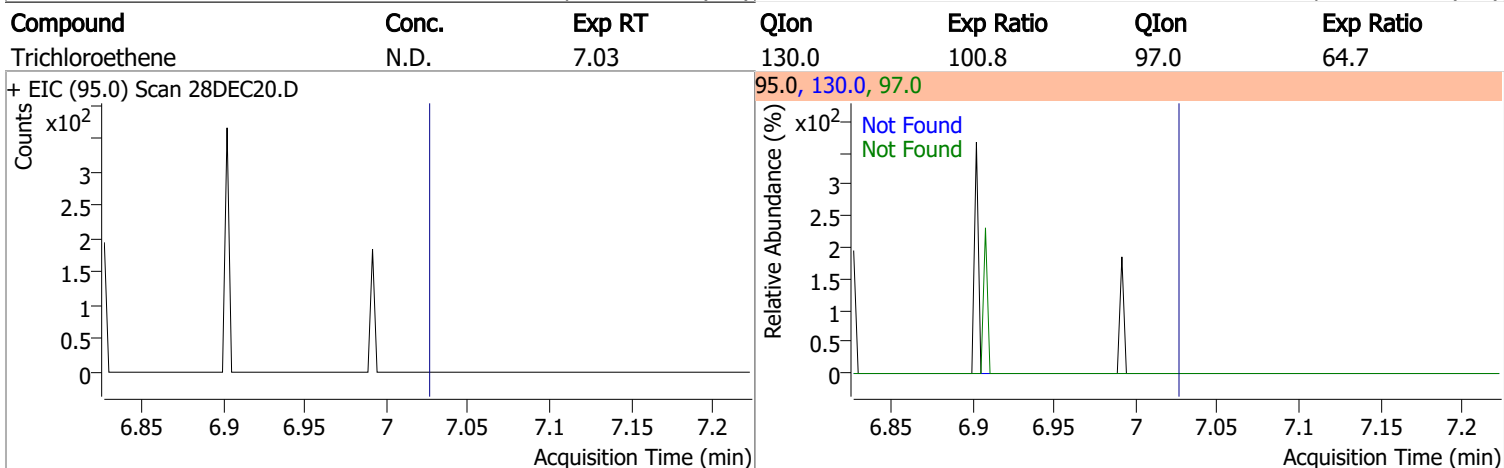 Compound Conc. Exp RT QIon Exp Ratio QIon Exp Ratio
Trichloroethene N.D. 7.03 130.0 100.8 97.0 64.7
+ EIC (95.0) Scan 28DEC20.D
Counts
x10²
3
2.5
2
1.5
1
0.5
0
6.85 6.9 6.95 7 7.05 7.1 7.15 7.2
Acquisition Time (min)
95.0, 130.0, 97.0
Relative Abundance (%)
x10²
Not Found
Not Found
3
2.5
2
1.5
1
0.5
0
6.85 6.9 6.95 7 7.05 7.1 7.15 7.2
Acquisition Time (min)